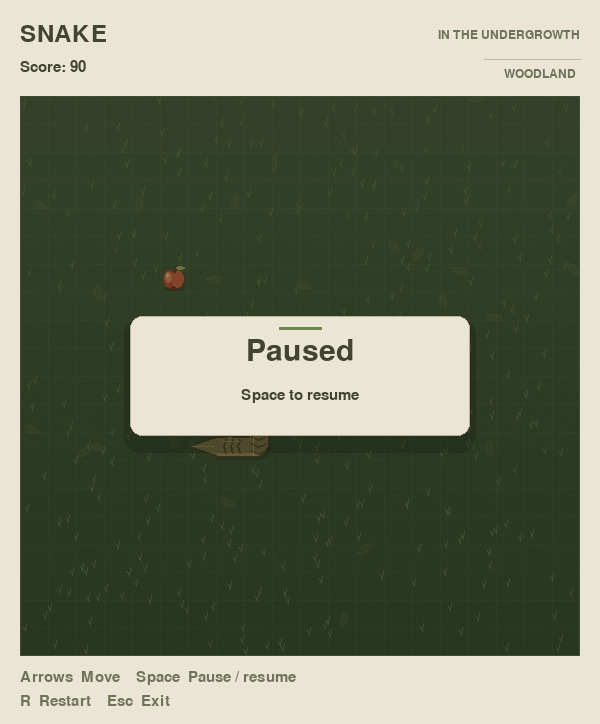 SNAKE
IN THE UNDERGROWTH
Score: 90
WOODLAND
Paused
Space to resume
Arrows Move Space Pause / resume
R Restart Esc Exit